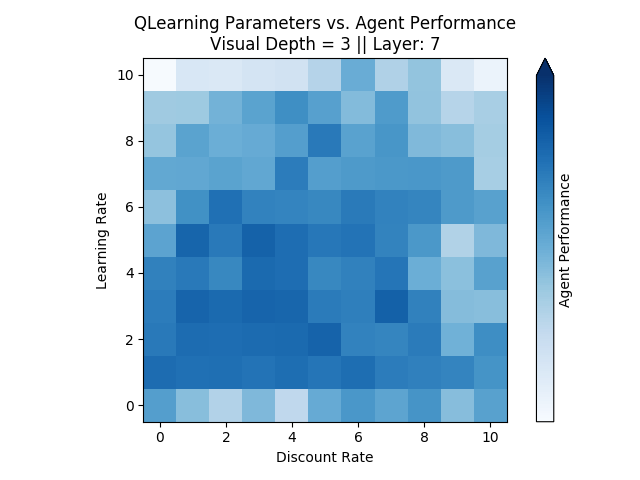 QLearning Parameters vs. Agent Performance
Visual Depth = 3 || Layer: 7
10
8
6
4
2
0
Learning Rate
0 2 4 6 8 10
Discount Rate
Agent Performance